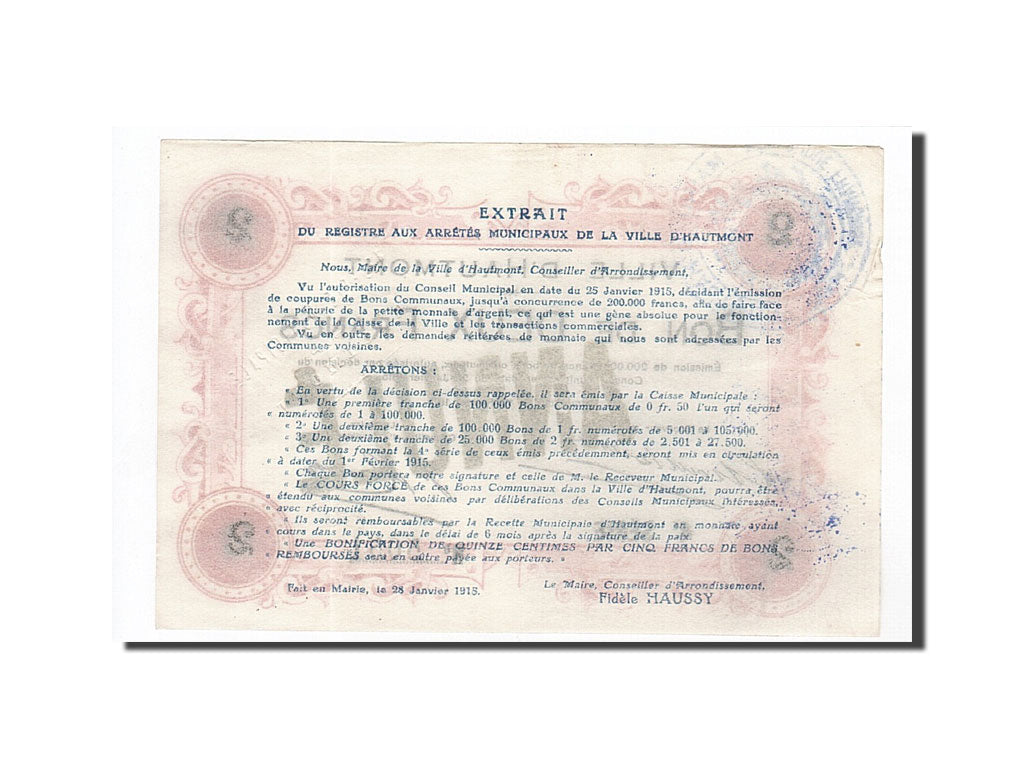 EXTRAIT
DU REGISTRE AUX ARRÊTÉS MUNICIPAUX DE LA VILLE D'HAUTMONT
Nous, Maire de la Ville d'Hautmont, Conseiller d'Arrondissement,
Vu l'autorisation du Conseil Municipal en date du 25 Janvier 1915, décidant l'émission
de coupures de Bons Communaux, jusqu'à concurrence de 200.000 francs, afin de faire face
à la pénurie de la petite monnaie d'argent, ce qui est une gêne absolue pour le fonction-
nement de la Caisse de la Ville & les transactions commerciales.
Vu en outre les demandes réitérées de monnaie qui nous sont adressées par les
Communes voisines.
ARRÊTONS :
« En vertu de la décision ci-dessus rappelée, il sera émis par la Caisse Municipale :
« 1º Une première tranche de 100.000 Bons Communaux de 0 fr. 50 l'un qui seront
« numérotés de 1 à 100.000.
« 2º Une deuxième tranche de 100.000 Bons de 1 fr. numérotés de 5.001 à 105.000.
« 3º Une deuxième tranche de 25.000 Bons de 2 fr. numérotés de 2.501 à 27.500.
« Ces Bons formant la 4e série de ceux émis précédemment, seront mis en circulation
« à dater du 1er Février 1915.
« Chaque Bon portera notre signature et celle de M. le Receveur Municipal.
« Le COURS FORCÉ de ces Bons Communaux dans la Ville d'Hautmont, pourra être
« étendu aux communes voisines par délibérations des Conseils Municipaux intéressés,
« avec réciprocité.
« Ils seront remboursables par la Recette Municipale d'Hautmont en monnaie ayant
cours dans le pays, dans le délai de 6 mois après la signature de la paix.
« Une BONIFICATION DE QUINZE CENTIMES PAR CINQ FRANCS DE BONS
REMBOURSÉS sera en outre payée aux porteurs. »
Fait en Mairie, le 28 Janvier 1915.
Le Maire, Conseiller d'Arrondissement,
Fidèle HAUSSY